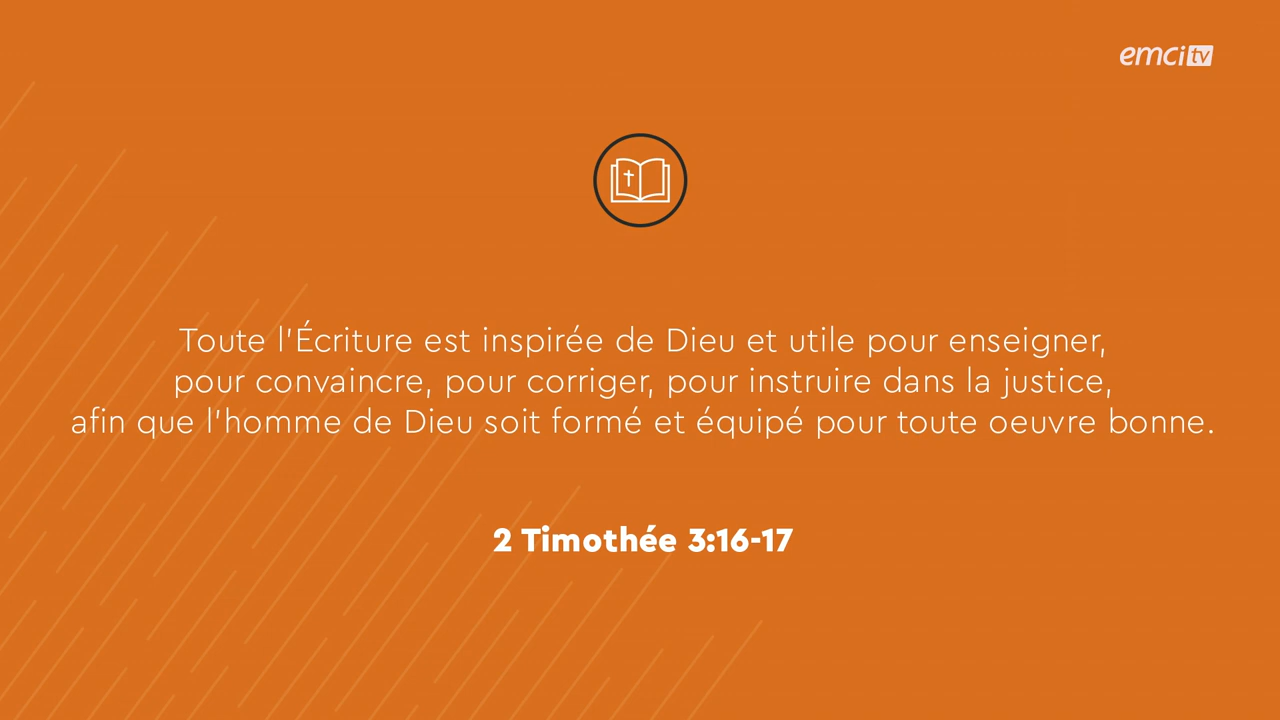 emci tv
Toute l'Écriture est inspirée de Dieu et utile pour enseigner,
pour convaincre, pour corriger, pour instruire dans la justice,
afin que l'homme de Dieu soit formé et équipé pour toute oeuvre bonne.
2 Timothée 3:16-17